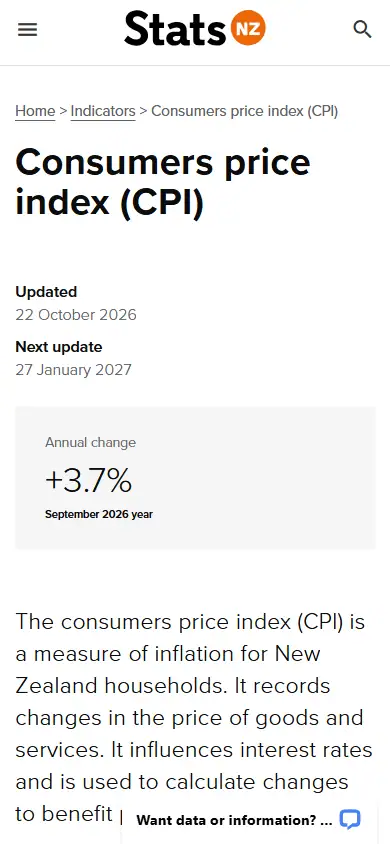 Stats NZ
Home > Indicators > Consumers price index (CPI)
Consumers price
index (CPI)
Updated
22 October 2026
Next update
27 January 2027
Annual change
+3.7%
September 2026 year
The consumers price index (CPI) is
a measure of inflation for New
Zealand households. It records
changes in the price of goods and
services. It influences interest rates
and is used to calculate changes
to benefit
Want data or information? ...